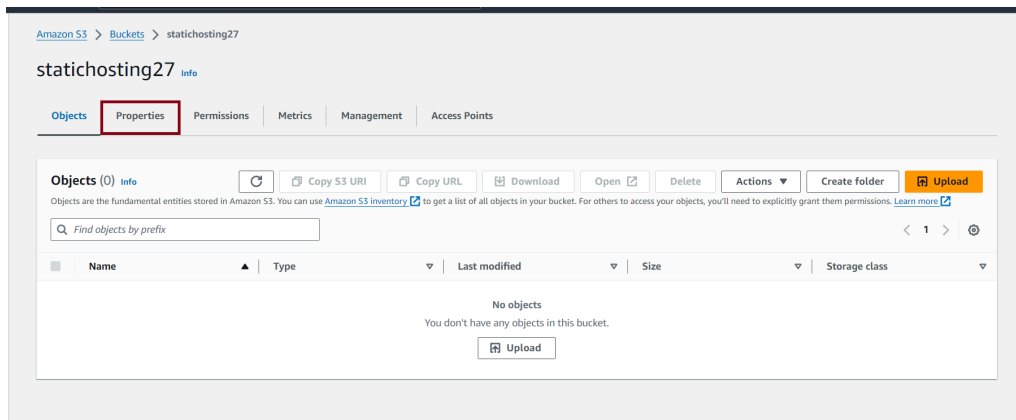 Amazon S3 > Buckets > statichosting27
statichosting27 Info
Objects Properties Permissions Metrics Management Access Points
Objects (0) Info Copy S3 URI Copy URL Download Open Delete Actions Create folder Upload
Objects are the fundamental entities stored in Amazon S3. You can use Amazon S3 inventory to get a list of all objects in your bucket. For others to access your objects, you'll need to explicitly grant them permissions. Learn more
Find objects by prefix 1
Name Type Last modified Size Storage class
No objects
You don't have any objects in this bucket.
Upload